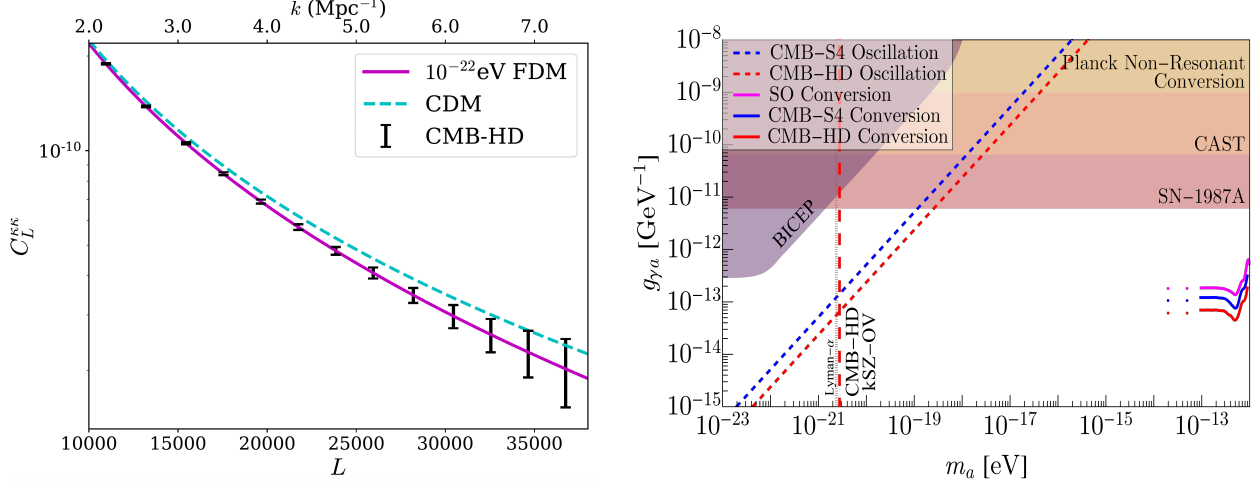 k (Mpc⁻¹)
2.0 3.0 4.0 5.0 6.0 7.0
10⁻²²eV FDM
CDM
CMB-HD
10⁻¹⁰
C_L^κκ
10000 15000 20000 25000 30000 35000
L
10⁻⁸
10⁻⁹
10⁻¹⁰
10⁻¹¹
10⁻¹²
10⁻¹³
10⁻¹⁴
10⁻¹⁵
g_γa [GeV⁻¹]
CMB−S4 Oscillation
CMB−HD Oscillation
SO Conversion
CMB−S4 Conversion
CMB−HD Conversion
Planck Non−Resonant
Conversion
CAST
SN−1987A
BICEP
Lyman−α
CMB−HD
kSZ−OV
10⁻²³ 10⁻²¹ 10⁻¹⁹ 10⁻¹⁷ 10⁻¹⁵ 10⁻¹³
m_a [eV]